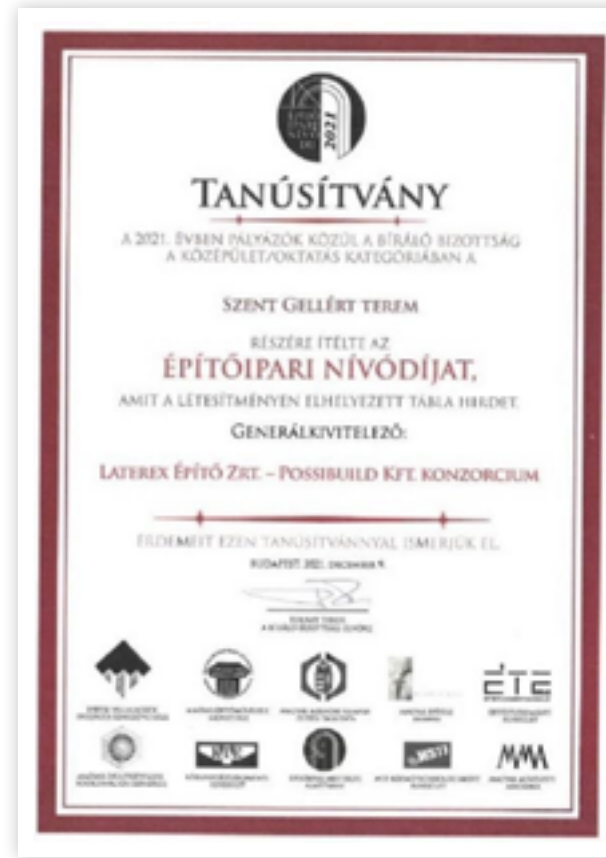 2021
TANÚSÍTVÁNY
A 2021. ÉVBEN PÁLYÁZÓK KÖZÜL A BÍRÁLÓ BIZOTTSÁG
A KÖZÉPÜLET/OKTATÁS KATEGÓRIÁBAN A
SZENT GELLÉRT TEREM
RÉSZÉRE ÍTÉLTE AZ
ÉPÍTŐIPARI NÍVÓDÍJAT,
AMIT A LÉTESÍTMÉNYEN ELHELYEZETT TÁBLA HIRDET.
GENERÁLKIVITELEZŐ:
LATEREX ÉPÍTŐ ZRT. – POSSIBUILD KFT. KONZORCIUM
ÉRDEMEIT EZEN TANÚSÍTVÁNNYAL ISMERJÜK EL.
BUDAPEST, 2021. DECEMBER 9.
ÉTE
MMA